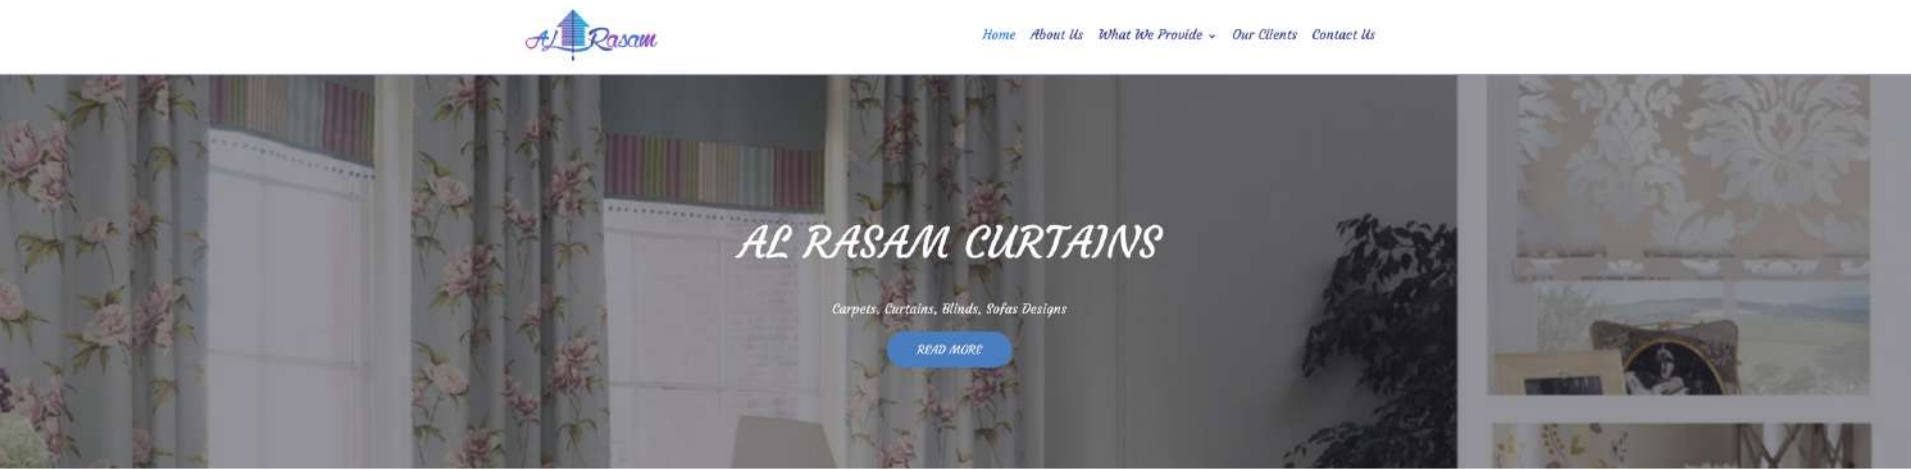 AL Rasam
Home About Us What We Provide Our Clients Contact Us
AL RASAM CURTAINS
Carpets, Curtains, Blinds, Sofas Designs
READ MORE